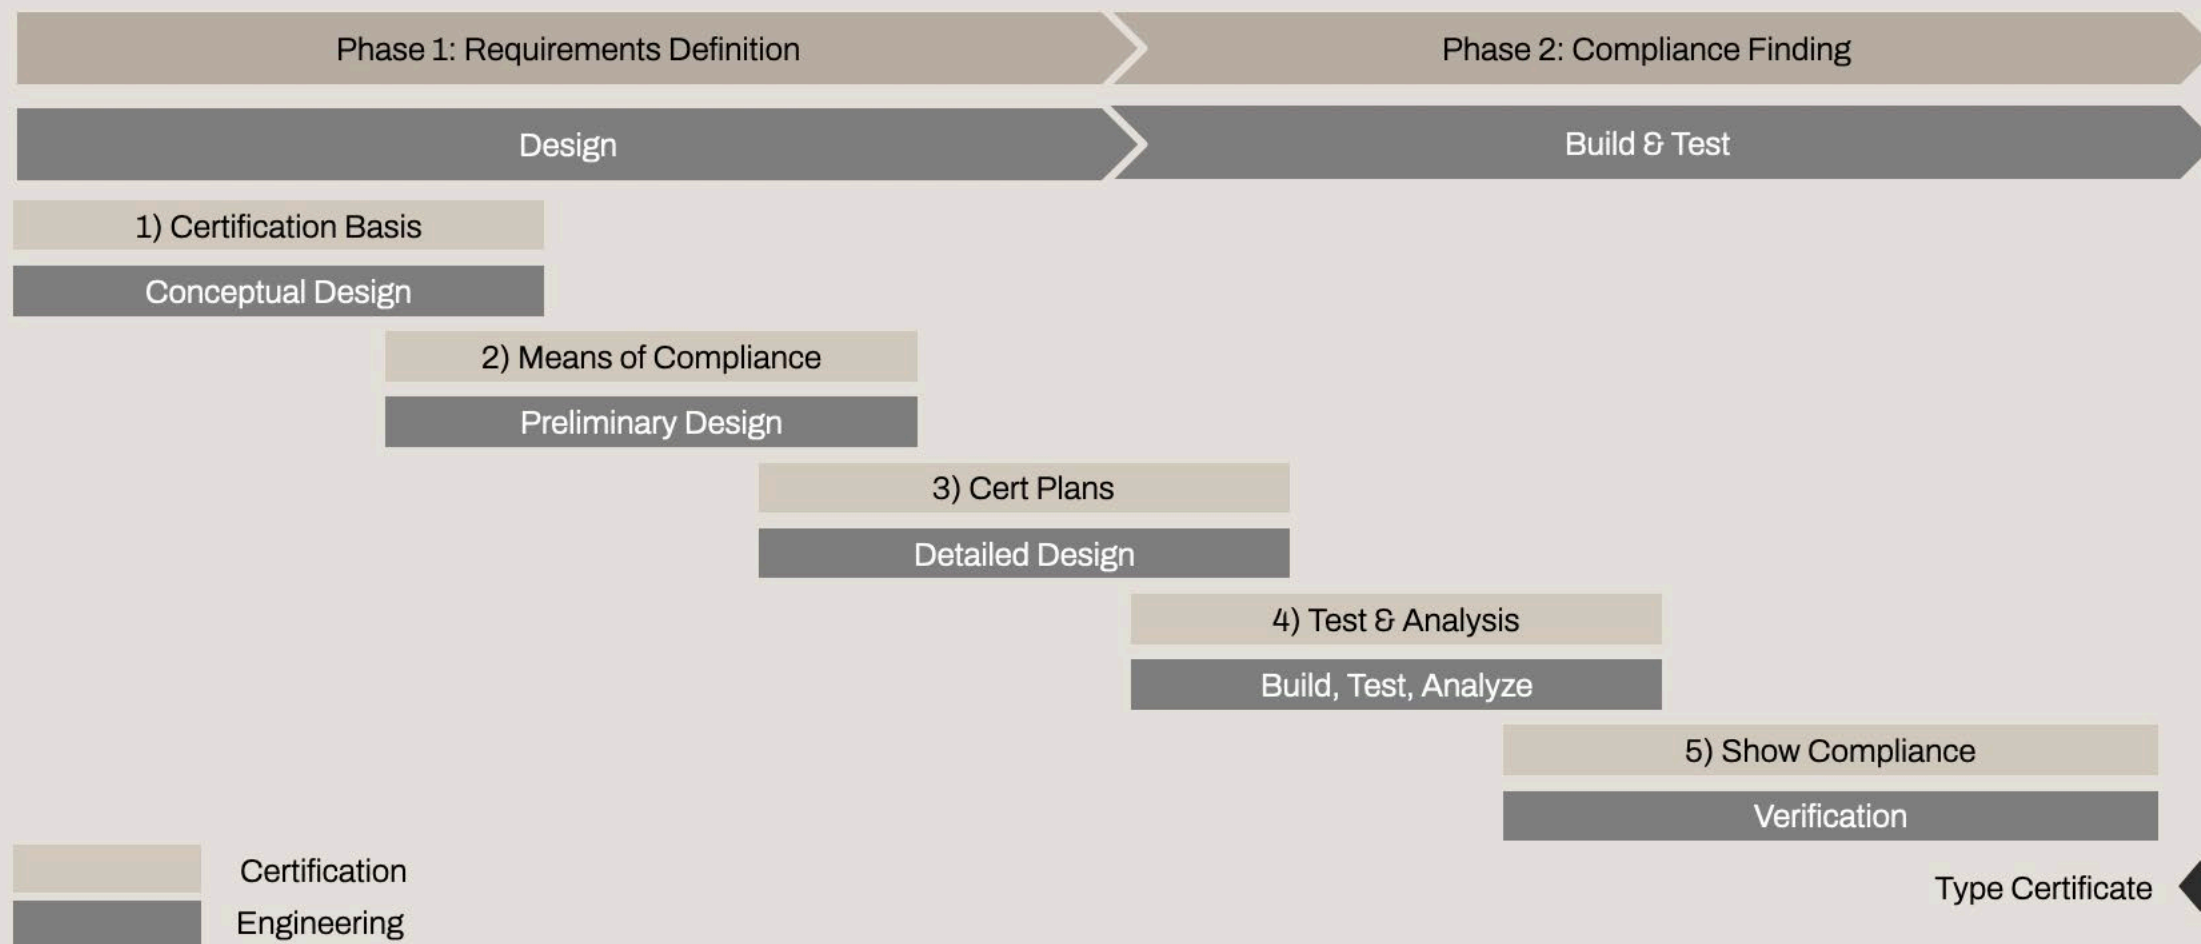 Phase 1: Requirements Definition
Phase 2: Compliance Finding
Design
Build & Test
1) Certification Basis
Conceptual Design
2) Means of Compliance
Preliminary Design
3) Cert Plans
Detailed Design
4) Test & Analysis
Build, Test, Analyze
5) Show Compliance
Verification
Certification
Type Certificate
Engineering